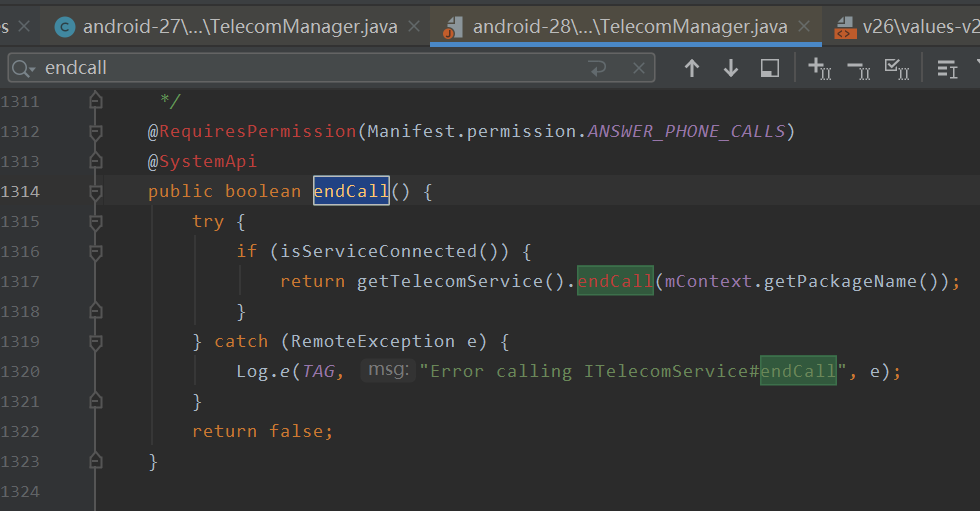 s android-27\...\TelecomManager.java android-28\...\TelecomManager.java v26\values-v2
endcall
1311 */
1312 @RequiresPermission(Manifest.permission.ANSWER_PHONE_CALLS)
1313 @SystemApi
1314 public boolean endCall() {
1315 try {
1316 if (isServiceConnected()) {
1317 return getTelecomService().endCall(mContext.getPackageName());
1318 }
1319 } catch (RemoteException e) {
1320 Log.e(TAG, msg: "Error calling ITelecomService#endCall", e);
1321 }
1322 return false;
1323 }
1324